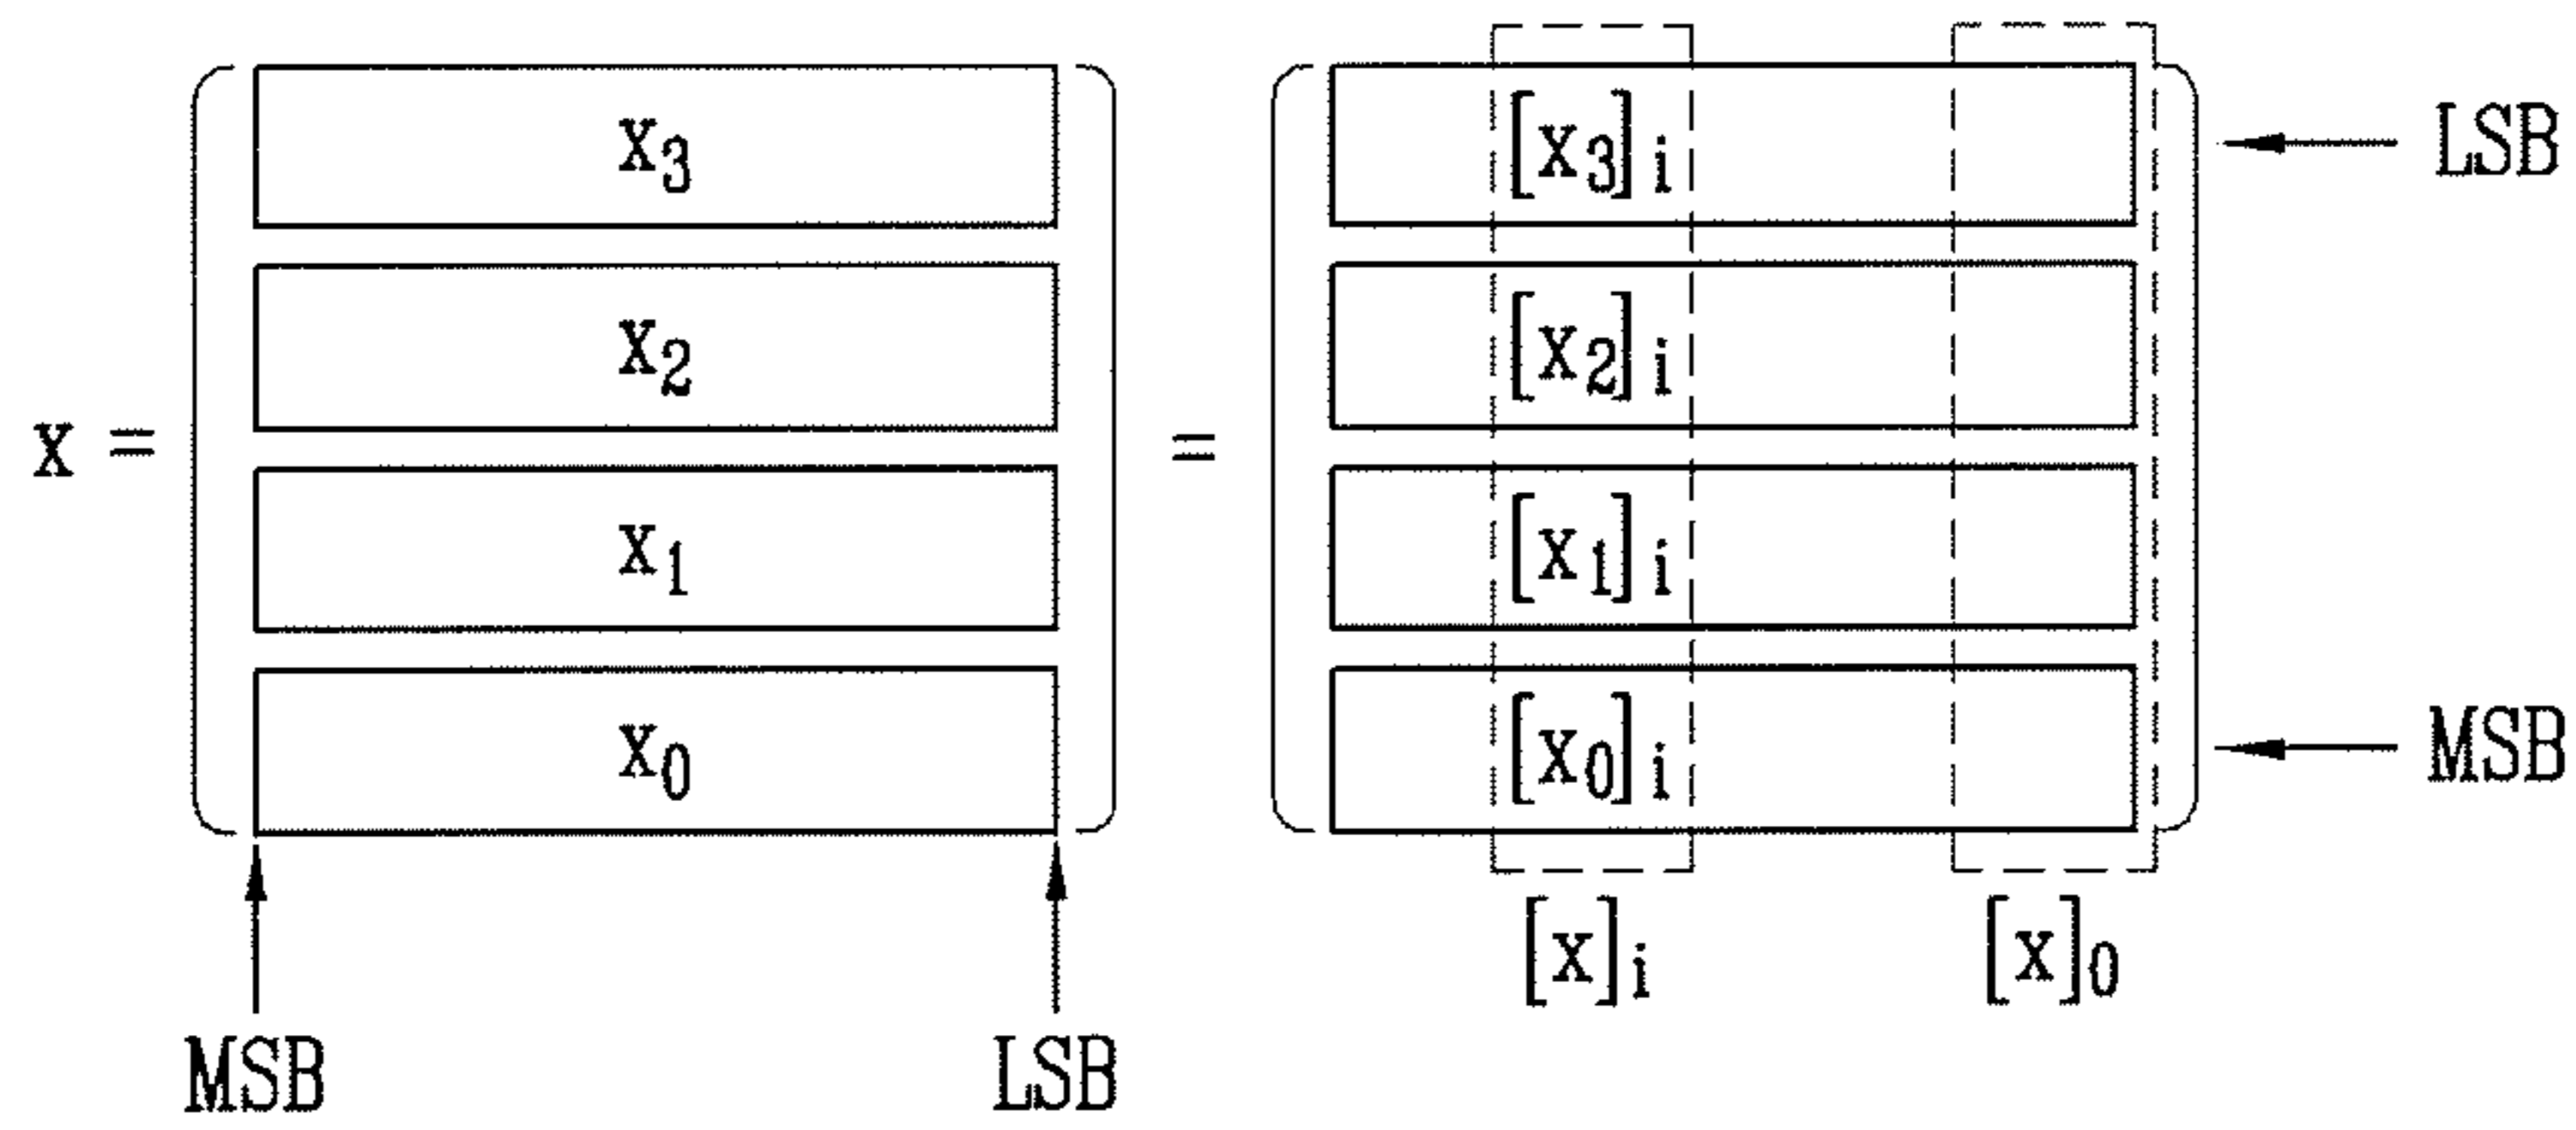 x₃ [x₃]ᵢ LSB
x₂ [x₂]ᵢ
x = =
x₁ [x₁]ᵢ
x₀ [x₀]ᵢ MSB
[x]ᵢ [x]₀
MSB LSB